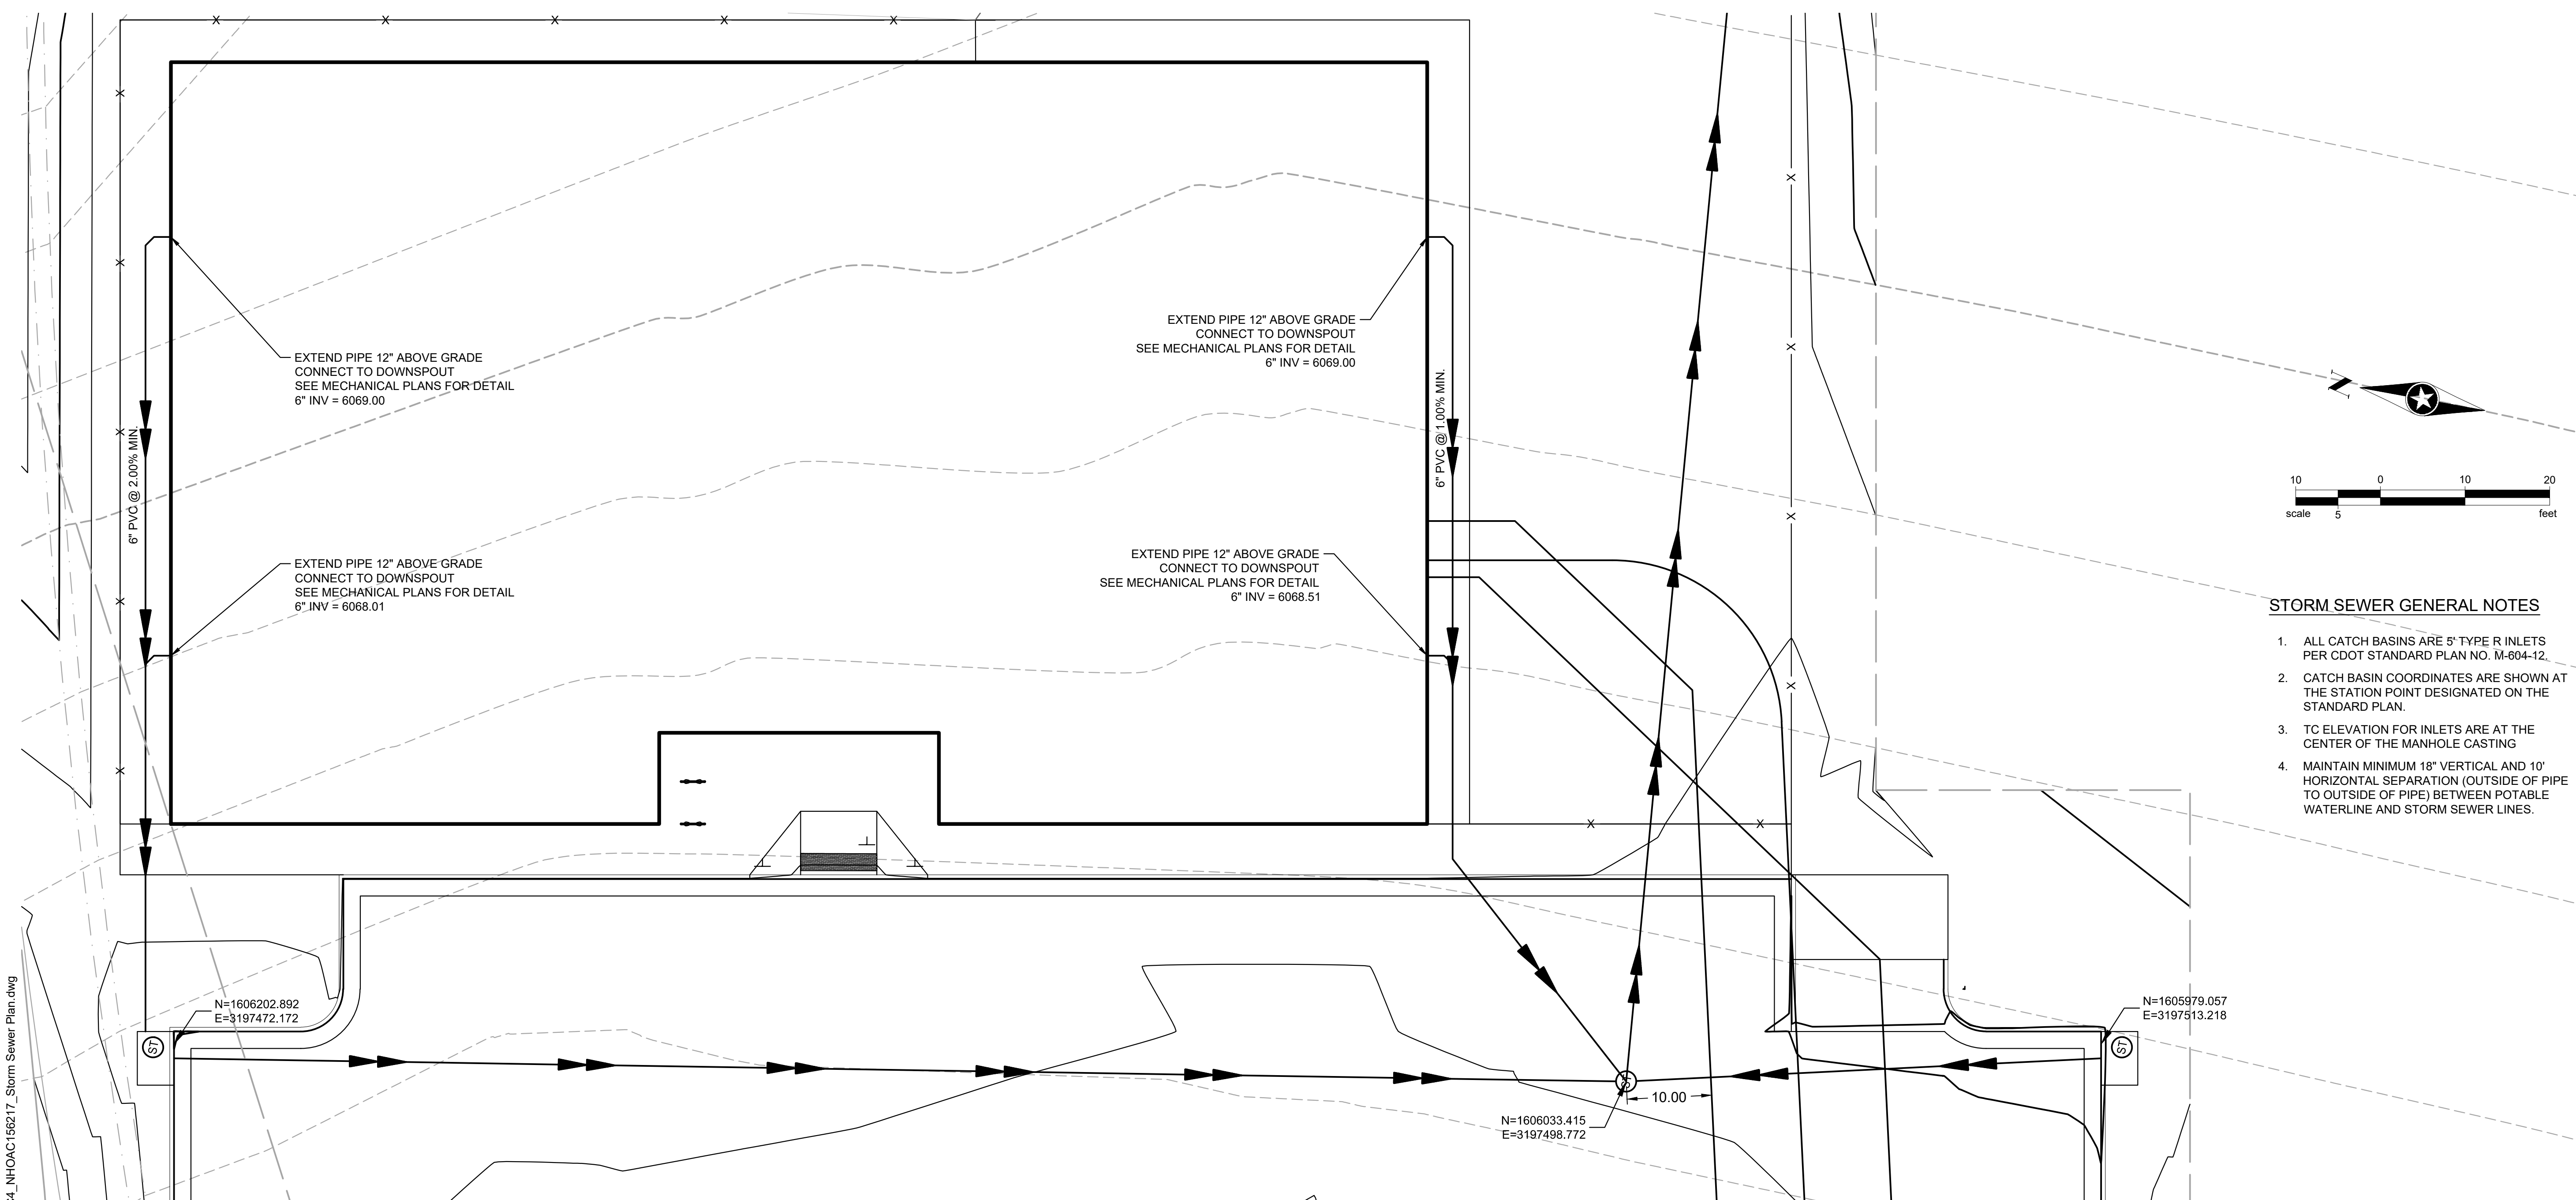 EXTEND PIPE 12" ABOVE GRADE
CONNECT TO DOWNSPOUT
SEE MECHANICAL PLANS FOR DETAIL
6" INV = 6069.00
EXTEND PIPE 12" ABOVE GRADE
CONNECT TO DOWNSPOUT
SEE MECHANICAL PLANS FOR DETAIL
6" INV = 6069.00
6" PVC @ 2.00% MIN.
6" PVC @ 1.00% MIN.
EXTEND PIPE 12" ABOVE GRADE
CONNECT TO DOWNSPOUT
SEE MECHANICAL PLANS FOR DETAIL
6" INV = 6068.01
EXTEND PIPE 12" ABOVE GRADE
CONNECT TO DOWNSPOUT
SEE MECHANICAL PLANS FOR DETAIL
6" INV = 6068.51
N
10 0 10 20
scale 5 feet
STORM SEWER GENERAL NOTES
1. ALL CATCH BASINS ARE 5' TYPE R INLETS
PER CDOT STANDARD PLAN NO. M-604-12.
2. CATCH BASIN COORDINATES ARE SHOWN AT
THE STATION POINT DESIGNATED ON THE
STANDARD PLAN.
3. TC ELEVATION FOR INLETS ARE AT THE
CENTER OF THE MANHOLE CASTING
4. MAINTAIN MINIMUM 18" VERTICAL AND 10'
HORIZONTAL SEPARATION (OUTSIDE OF PIPE
TO OUTSIDE OF PIPE) BETWEEN POTABLE
WATERLINE AND STORM SEWER LINES.
N=1606202.892
E=3197472.172
ST
N=1605979.057
E=3197513.218
ST
ST
10.00
N=1606033.415
E=3197498.772
C4_NHOAC156217_Storm Sewer Plan.dwg